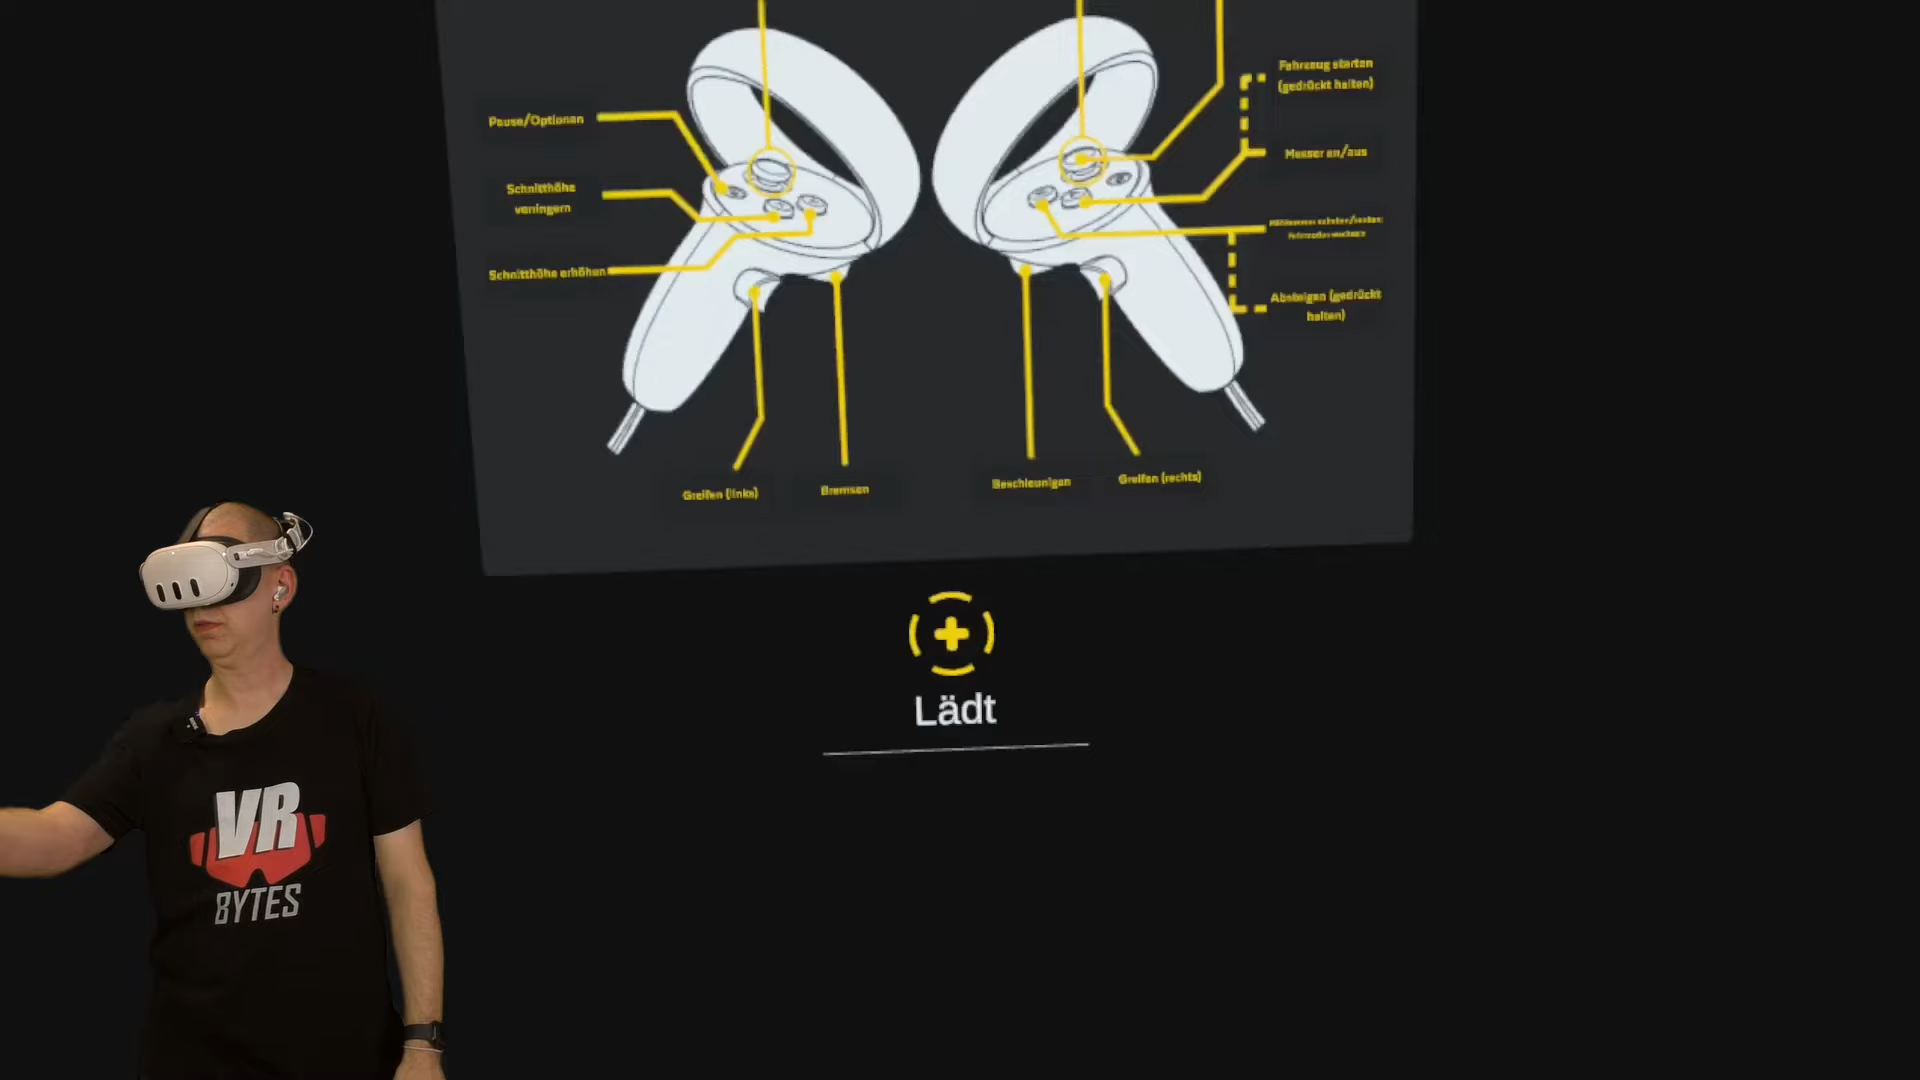 Pause/Optionen
Schnitthöhe
verringern
Schnitthöhe erhöhen
Fahrzeug starten
(gedrückt halten)
Messer an/aus
Absteigen (gedrückt
halten)
Greifen (links)
Bremsen
Beschleunigen
Greifen (rechts)
Lädt
VR
BYTES